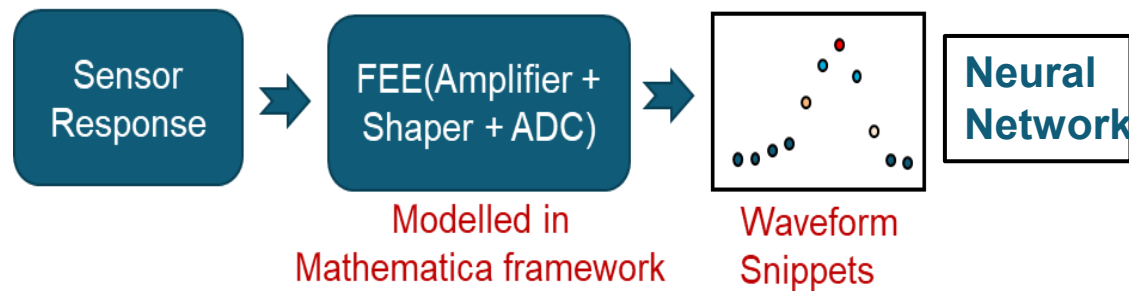 Sensor
Response
FEE(Amplifier +
Shaper + ADC)
Modelled in
Mathematica framework
Waveform
Snippets
Neural
Network